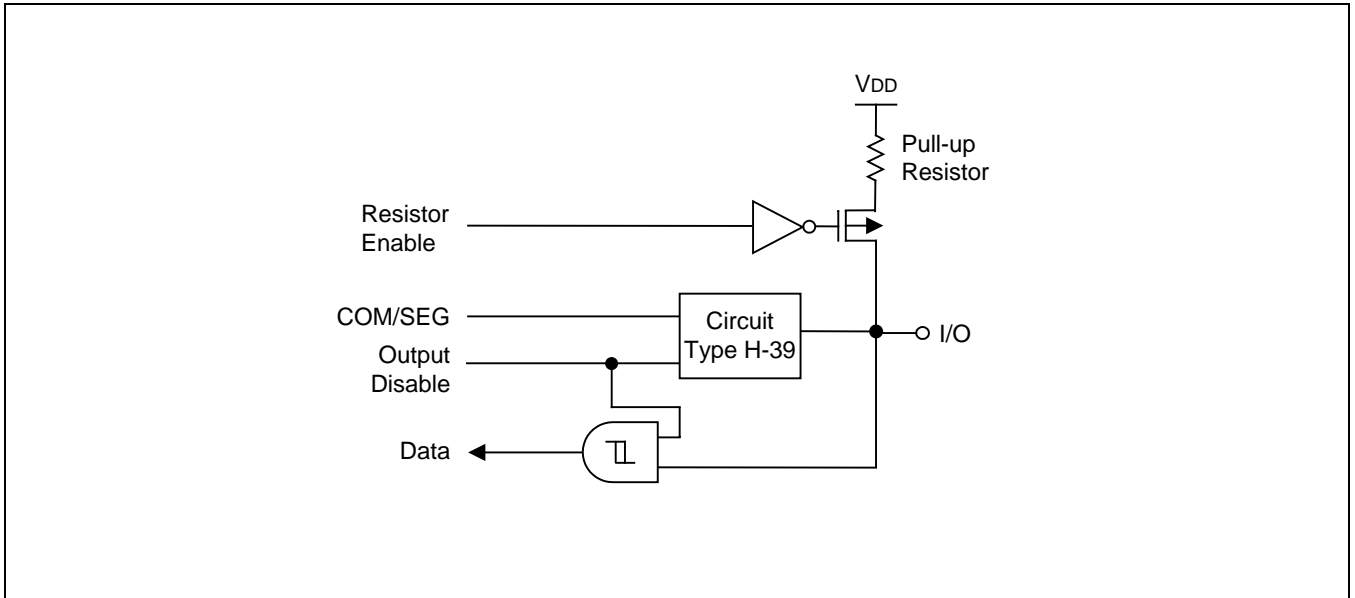 VDD
Pull-up
Resistor
Resistor
Enable
COM/SEG
Circuit
Type H-39
I/O
Output
Disable
Data